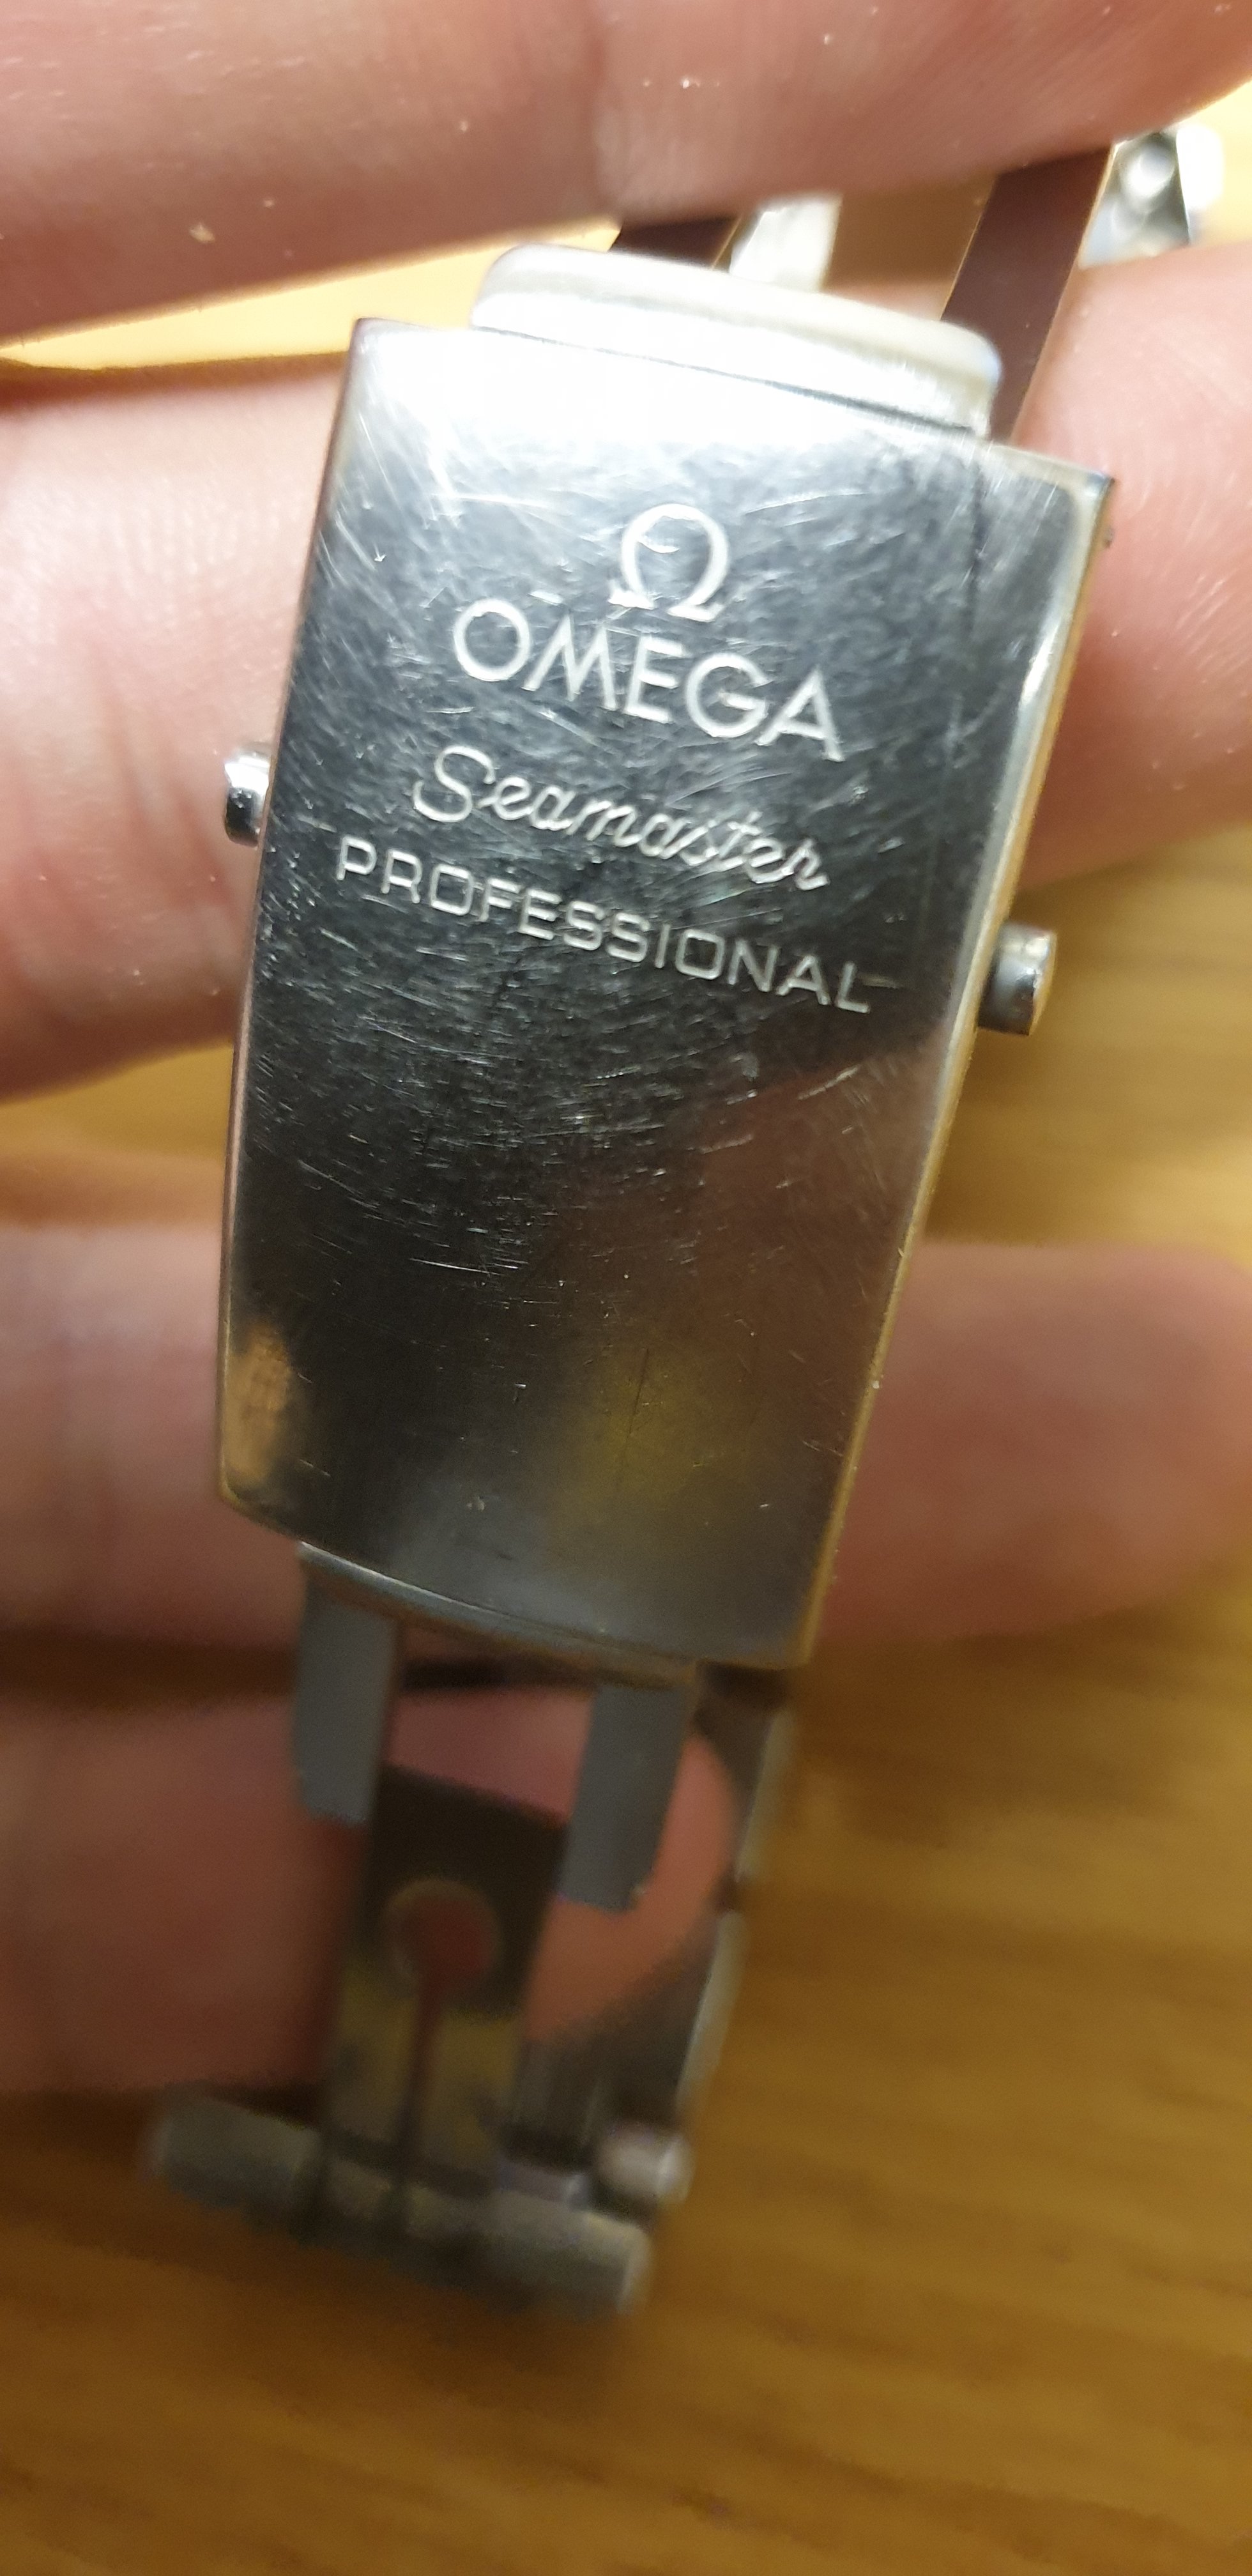 Ω
OMEGA
Seamaster
PROFESSIONAL